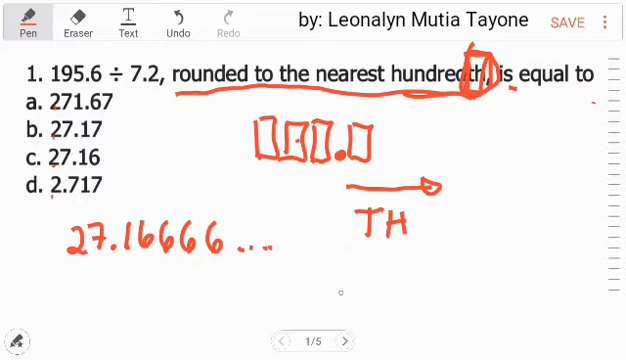 by: Leonalyn Mutia Tayone
SAVE
Pen
Eraser
Text
Undo
Redo
1. 195.6 ÷ 7.2, rounded to the nearest hundredth, is equal to
a. 271.67
b. 27.17
c. 27.16
d. 2.717
TH
27.16666 ....
1/5